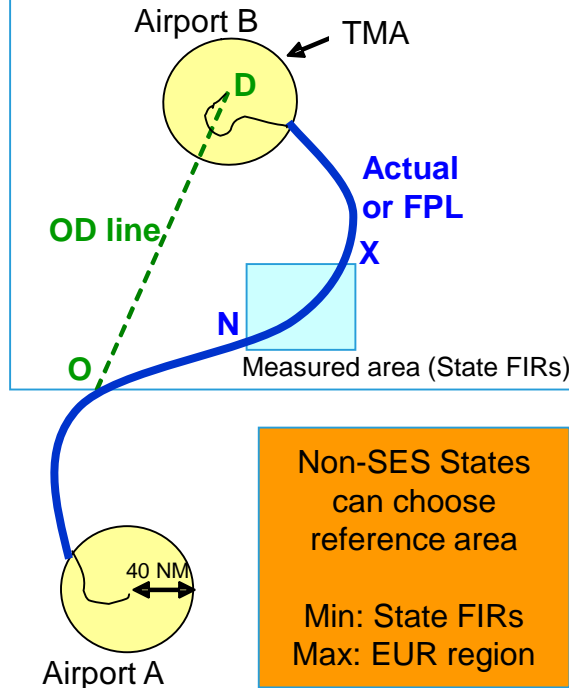 Airport B
TMA
D
Actual
or FPL
OD line
X
N
Measured area (State FIRs)
O
Non-SES States
can choose
reference area
Min: State FIRs
Max: EUR region
40 NM
Airport A